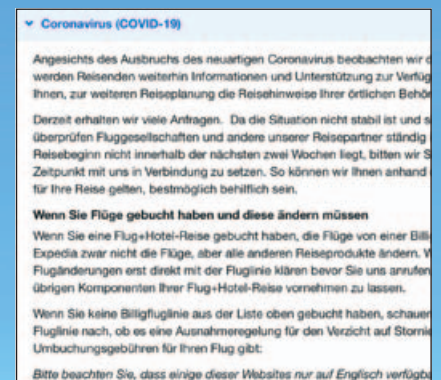 Coronavirus (COVID-19)
Angesichts des Ausbruchs des neuartigen Coronavirus beobachten wir
werden Reisenden weiterhin Informationen und Unterstützung zur
Ihnen, zur weiteren Reiseplanung die Reisehinweise Ihrer örtlichen
Derzeit erhalten wir viele Anfragen. Da die Situation nicht stabil ist und
überprüfen Fluggesellschaften und andere unserer Reisepartner ständig
Reisebeginn nicht innerhalb der nächsten zwei Wochen liegt, bitten wir
Zeitpunkt mit uns in Verbindung zu setzen. So können wir Ihnen anhand
für Ihre Reise gelten, bestmöglich behilflich sein.
Wenn Sie Flüge gebucht haben und diese ändern müssen
Wenn Sie eine Flug+Hotel-Reise gebucht haben, die Flüge von einer
Expedia zwar nicht die Flüge, aber alle anderen Reiseprodukte ändern.
Flugänderungen erst direkt mit der Fluglinie klären bevor Sie uns anrufen
übrigen Komponenten Ihrer Flug+Hotel-Reise vornehmen zu lassen.
Wenn Sie keine Billigfluglinie aus der Liste oben gebucht haben,
Fluglinie nach, ob es eine Ausnahmeregelung für den Verzicht auf
Umbuchungsgebühren für Ihren Flug gibt:
Bitte beachten Sie, dass einige dieser Websites nur auf Englisch